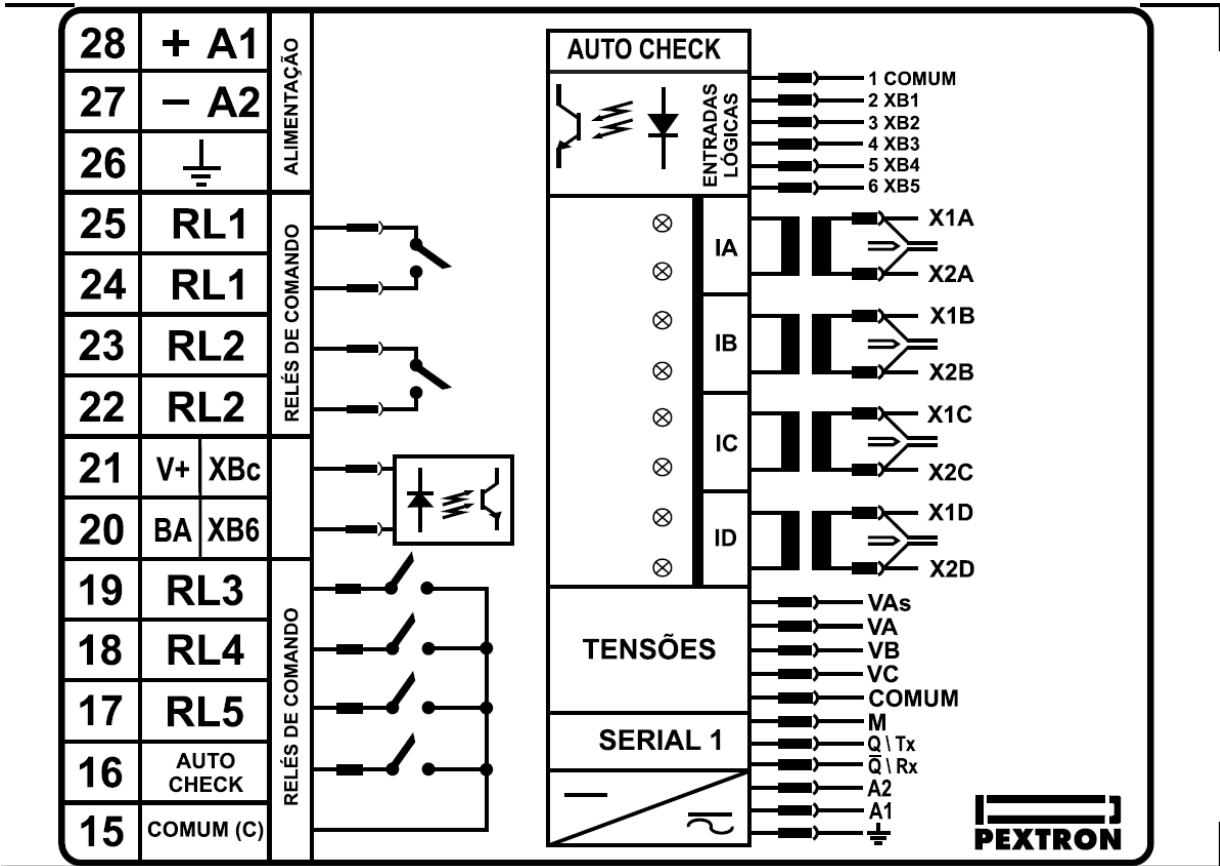 28 + A1
27 – A2
26
ALIMENTAÇÃO
25 RL1
24 RL1
23 RL2
22 RL2
RELÉS DE COMANDO
21 V+ XBc
20 BA XB6
19 RL3
18 RL4
17 RL5
16 AUTO
CHECK
15 COMUM (C)
RELÉS DE COMANDO
AUTO CHECK
ENTRADAS
LÓGICAS
1 COMUM
2 XB1
3 XB2
4 XB3
5 XB4
6 XB5
IA
X1A
X2A
IB
X1B
X2B
IC
X1C
X2C
ID
X1D
X2D
TENSÕES
VAs
VA
VB
VC
COMUM
SERIAL 1
M
Q \ Tx
Q̅ \ Rx
A2
A1
PEXTRON